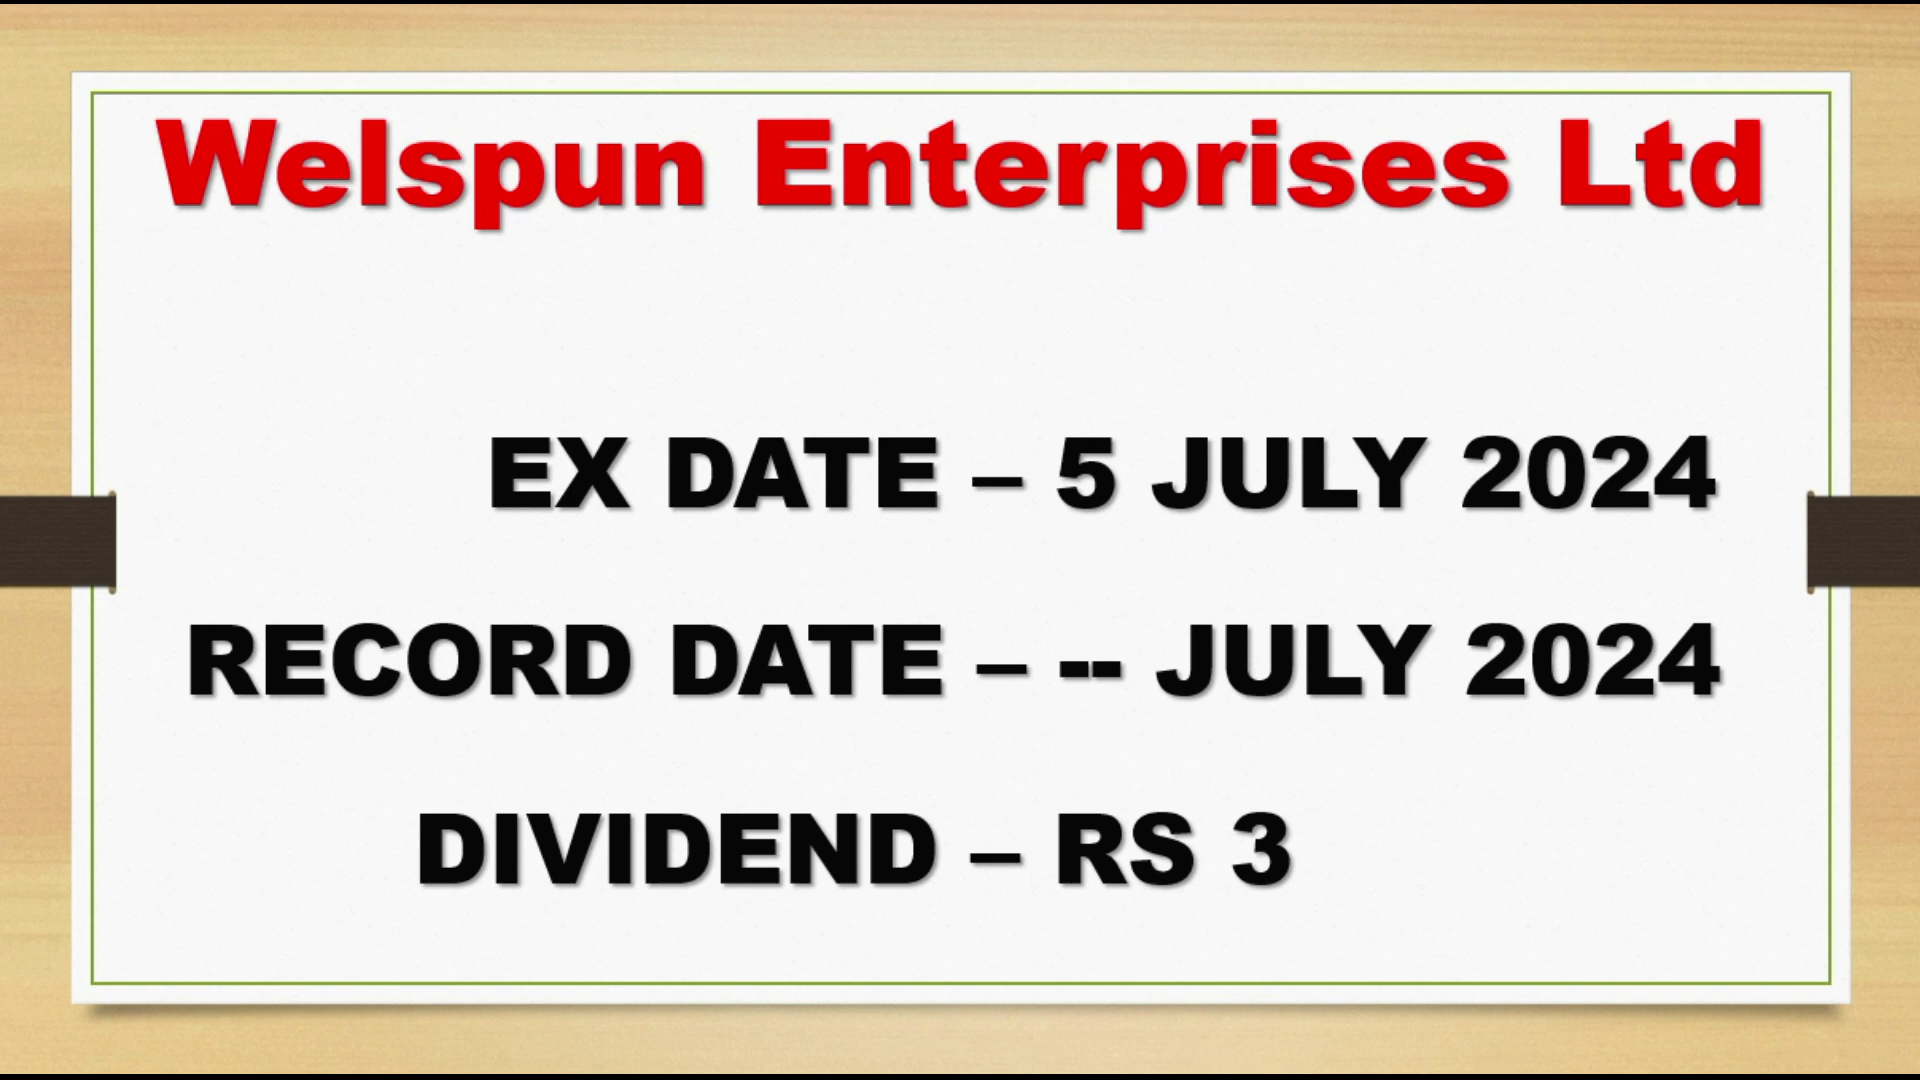 Welspun Enterprises Ltd
EX DATE – 5 JULY 2024
RECORD DATE – -- JULY 2024
DIVIDEND – RS 3